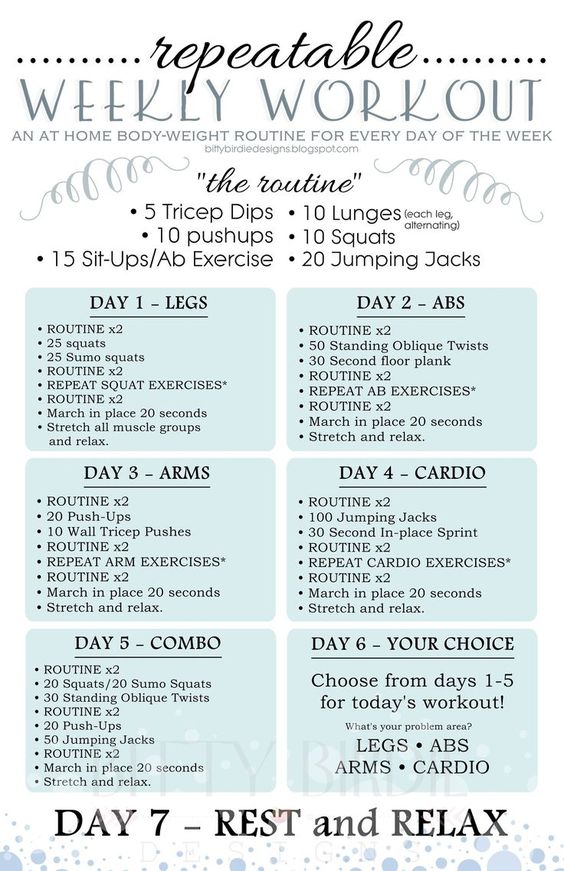 repeatable
WEEKLY WORKOUT
AN AT HOME BODY-WEIGHT ROUTINE FOR EVERY DAY OF THE WEEK
bittybirdiedesigns.blogspot.com
"the routine"
• 5 Tricep Dips
• 10 pushups
• 15 Sit-Ups/Ab Exercise
• 10 Lunges (each leg, alternating)
• 10 Squats
• 20 Jumping Jacks
DAY 1 – LEGS
• ROUTINE x2
• 25 squats
• 25 Sumo squats
• ROUTINE x2
• REPEAT SQUAT EXERCISES*
• ROUTINE x2
• March in place 20 seconds
• Stretch all muscle groups
and relax.
DAY 2 – ABS
• ROUTINE x2
• 50 Standing Oblique Twists
• 30 Second floor plank
• ROUTINE x2
• REPEAT AB EXERCISES*
• ROUTINE x2
• March in place 20 seconds
• Stretch and relax.
DAY 3 – ARMS
• ROUTINE x2
• 20 Push-Ups
• 10 Wall Tricep Pushes
• ROUTINE x2
• REPEAT ARM EXERCISES*
• ROUTINE x2
• March in place 20 seconds
• Stretch and relax.
DAY 4 – CARDIO
• ROUTINE x2
• 100 Jumping Jacks
• 30 Second In-place Sprint
• ROUTINE x2
• REPEAT CARDIO EXERCISES*
• ROUTINE x2
• March in place 20 seconds
• Stretch and relax.
DAY 5 – COMBO
• ROUTINE x2
• 20 Squats/20 Sumo Squats
• 30 Standing Oblique Twists
• ROUTINE x2
• 20 Push-Ups
• 50 Jumping Jacks
• ROUTINE x2
• March in place 20 seconds
• Stretch and relax.
DAY 6 – YOUR CHOICE
Choose from days 1-5
for today's workout!
What's your problem area?
LEGS • ABS
ARMS • CARDIO
BITTY BIRDIE
DESIGNS
DAY 7 – REST and RELAX